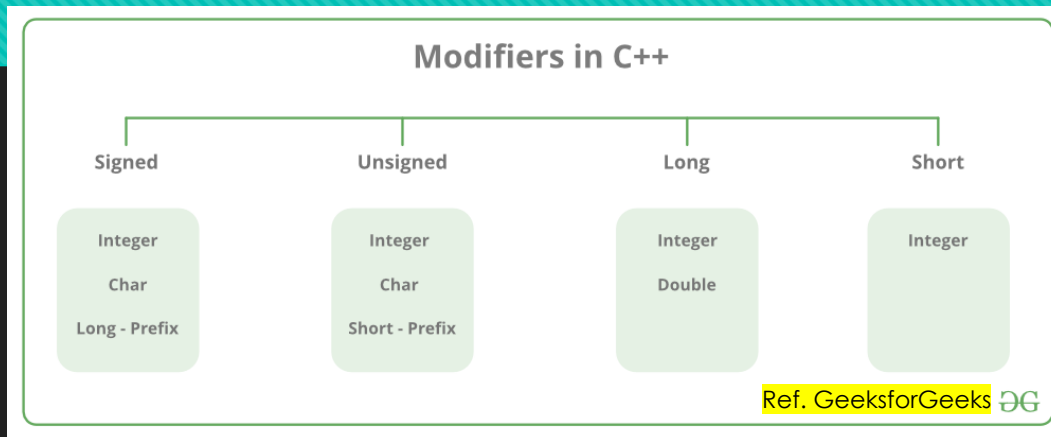 Modifiers in C++
Signed Unsigned Long Short
Integer Integer Integer Integer
Char Char Double
Long - Prefix Short - Prefix
Ref. GeeksforGeeks